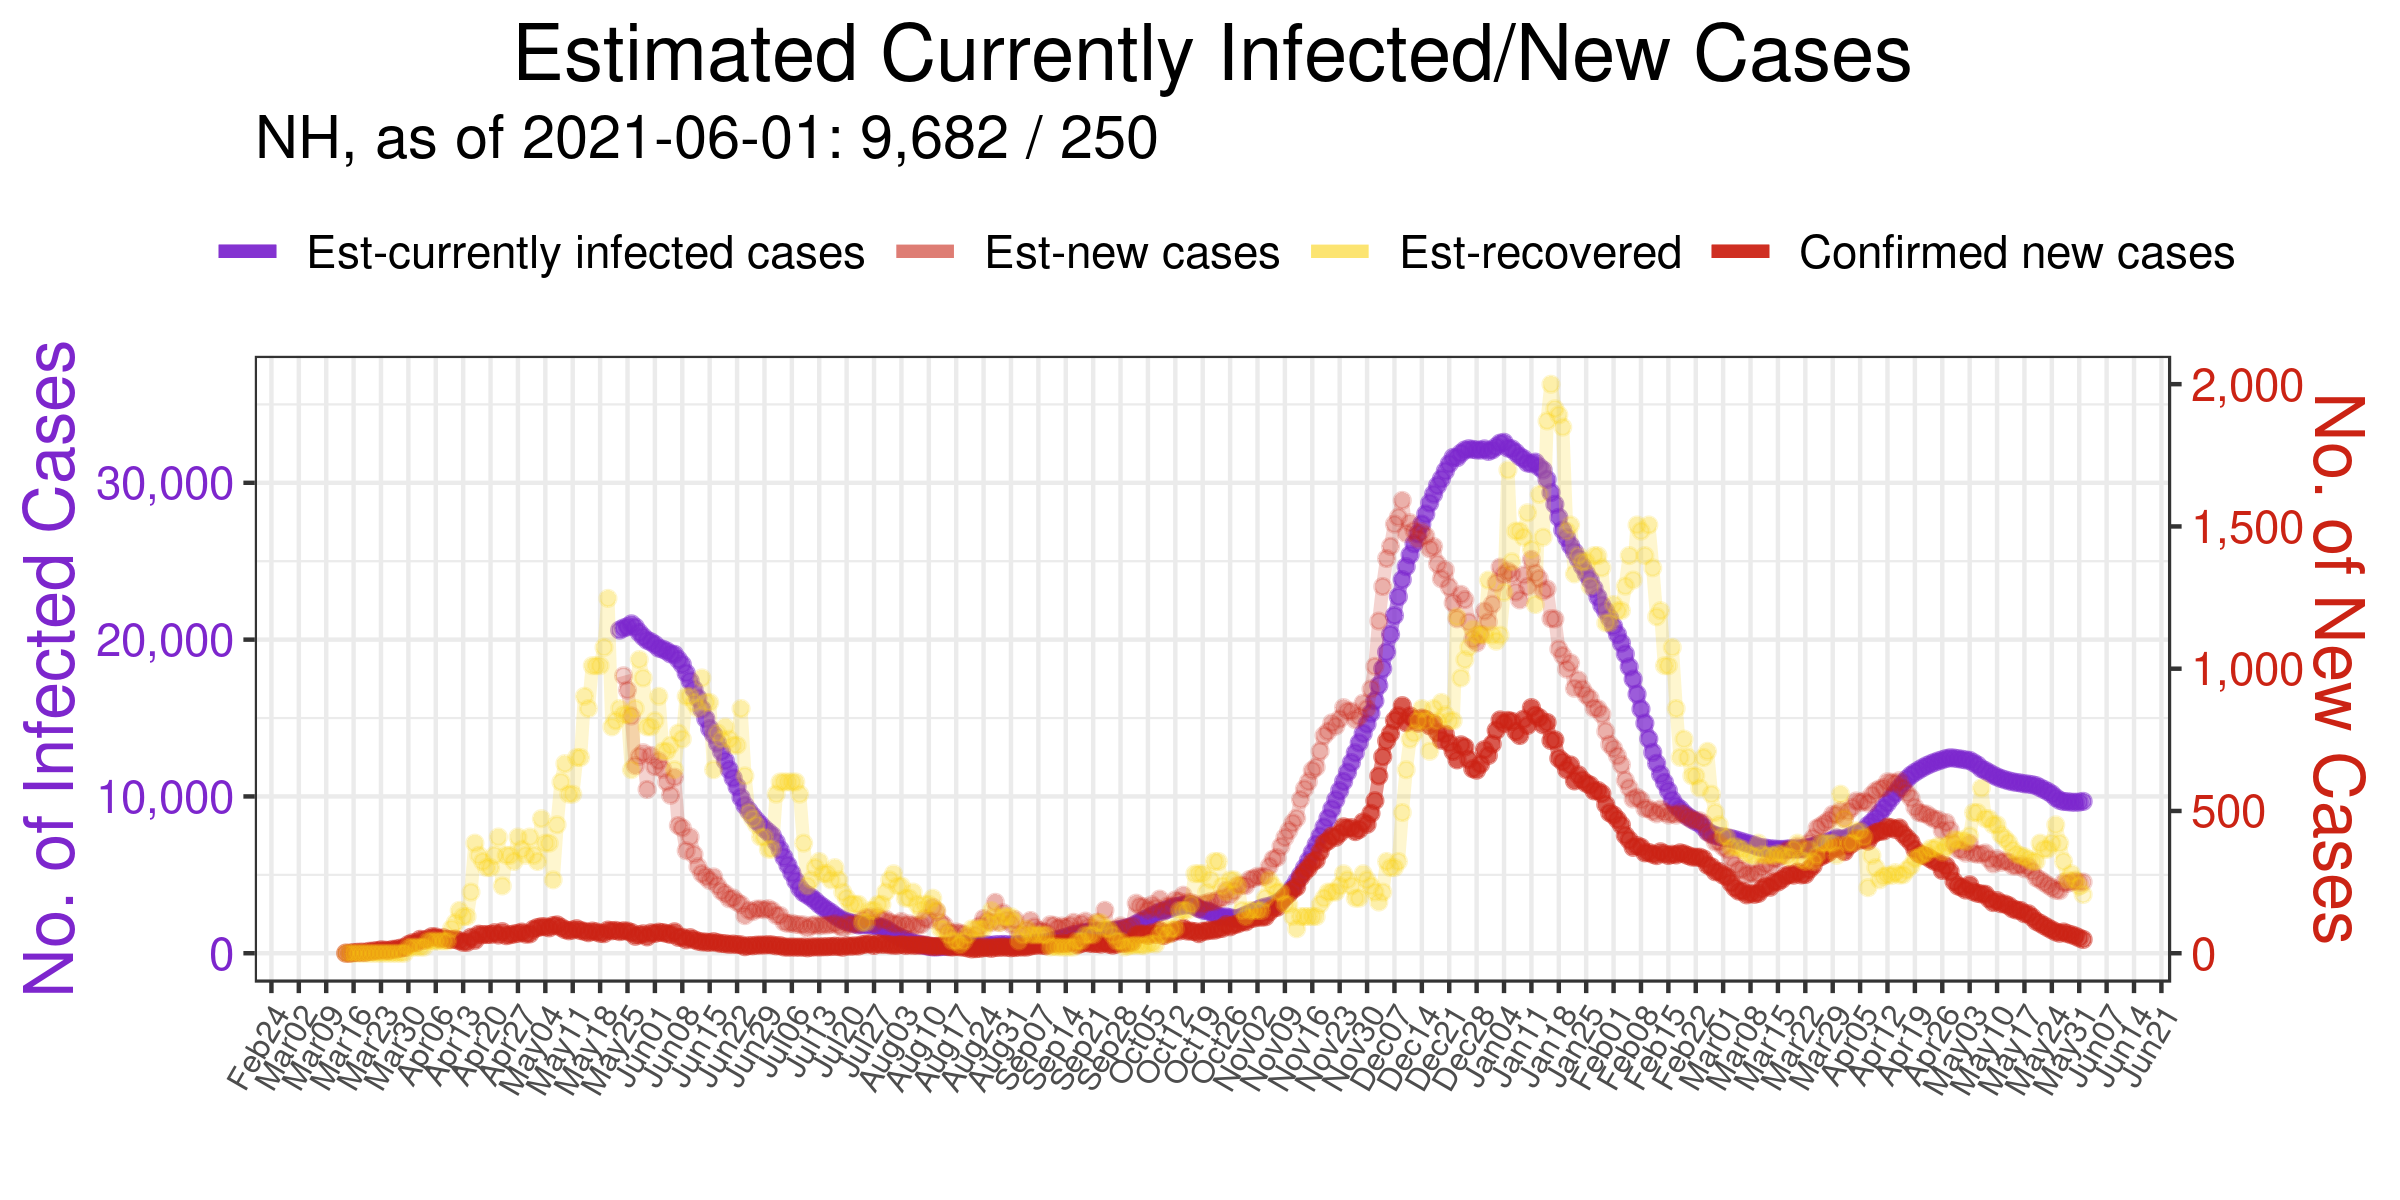 Estimated Currently Infected/New Cases
NH, as of 2021-06-01: 9,682 / 250
Est-currently infected cases
Est-new cases
Est-recovered
Confirmed new cases
No. of Infected Cases
30,000
20,000
10,000
0
2,000
1,500
1,000
500
0
No. of New Cases
Feb24
Mar02
Mar09
Mar16
Mar23
Mar30
Apr06
Apr13
Apr20
Apr27
May04
May11
May18
May25
Jun01
Jun08
Jun15
Jun22
Jun29
Jul06
Jul13
Jul20
Jul27
Aug03
Aug10
Aug17
Aug24
Aug31
Sep07
Sep14
Sep21
Sep28
Oct05
Oct12
Oct19
Oct26
Nov02
Nov09
Nov16
Nov23
Nov30
Dec07
Dec14
Dec21
Dec28
Jan04
Jan11
Jan18
Jan25
Feb01
Feb08
Feb15
Feb22
Mar01
Mar08
Mar15
Mar22
Mar29
Apr05
Apr12
Apr19
Apr26
May03
May10
May17
May24
May31
Jun07
Jun14
Jun21